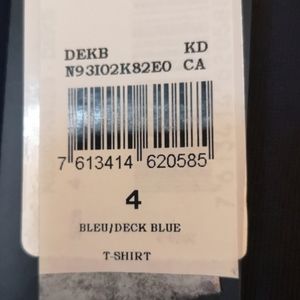 DEKB KD
N93I02K82E0 CA
7 613414 620585
4
BLEU/DECK BLUE
T-SHIRT